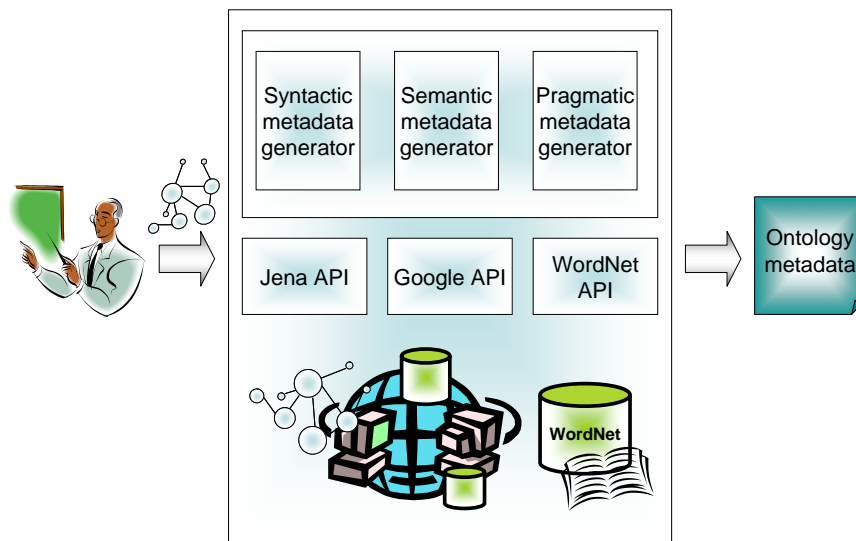 Syntactic
metadata
generator
Semantic
metadata
generator
Pragmatic
metadata
generator
Jena API
Google API
WordNet
API
Ontology
metadata
WordNet